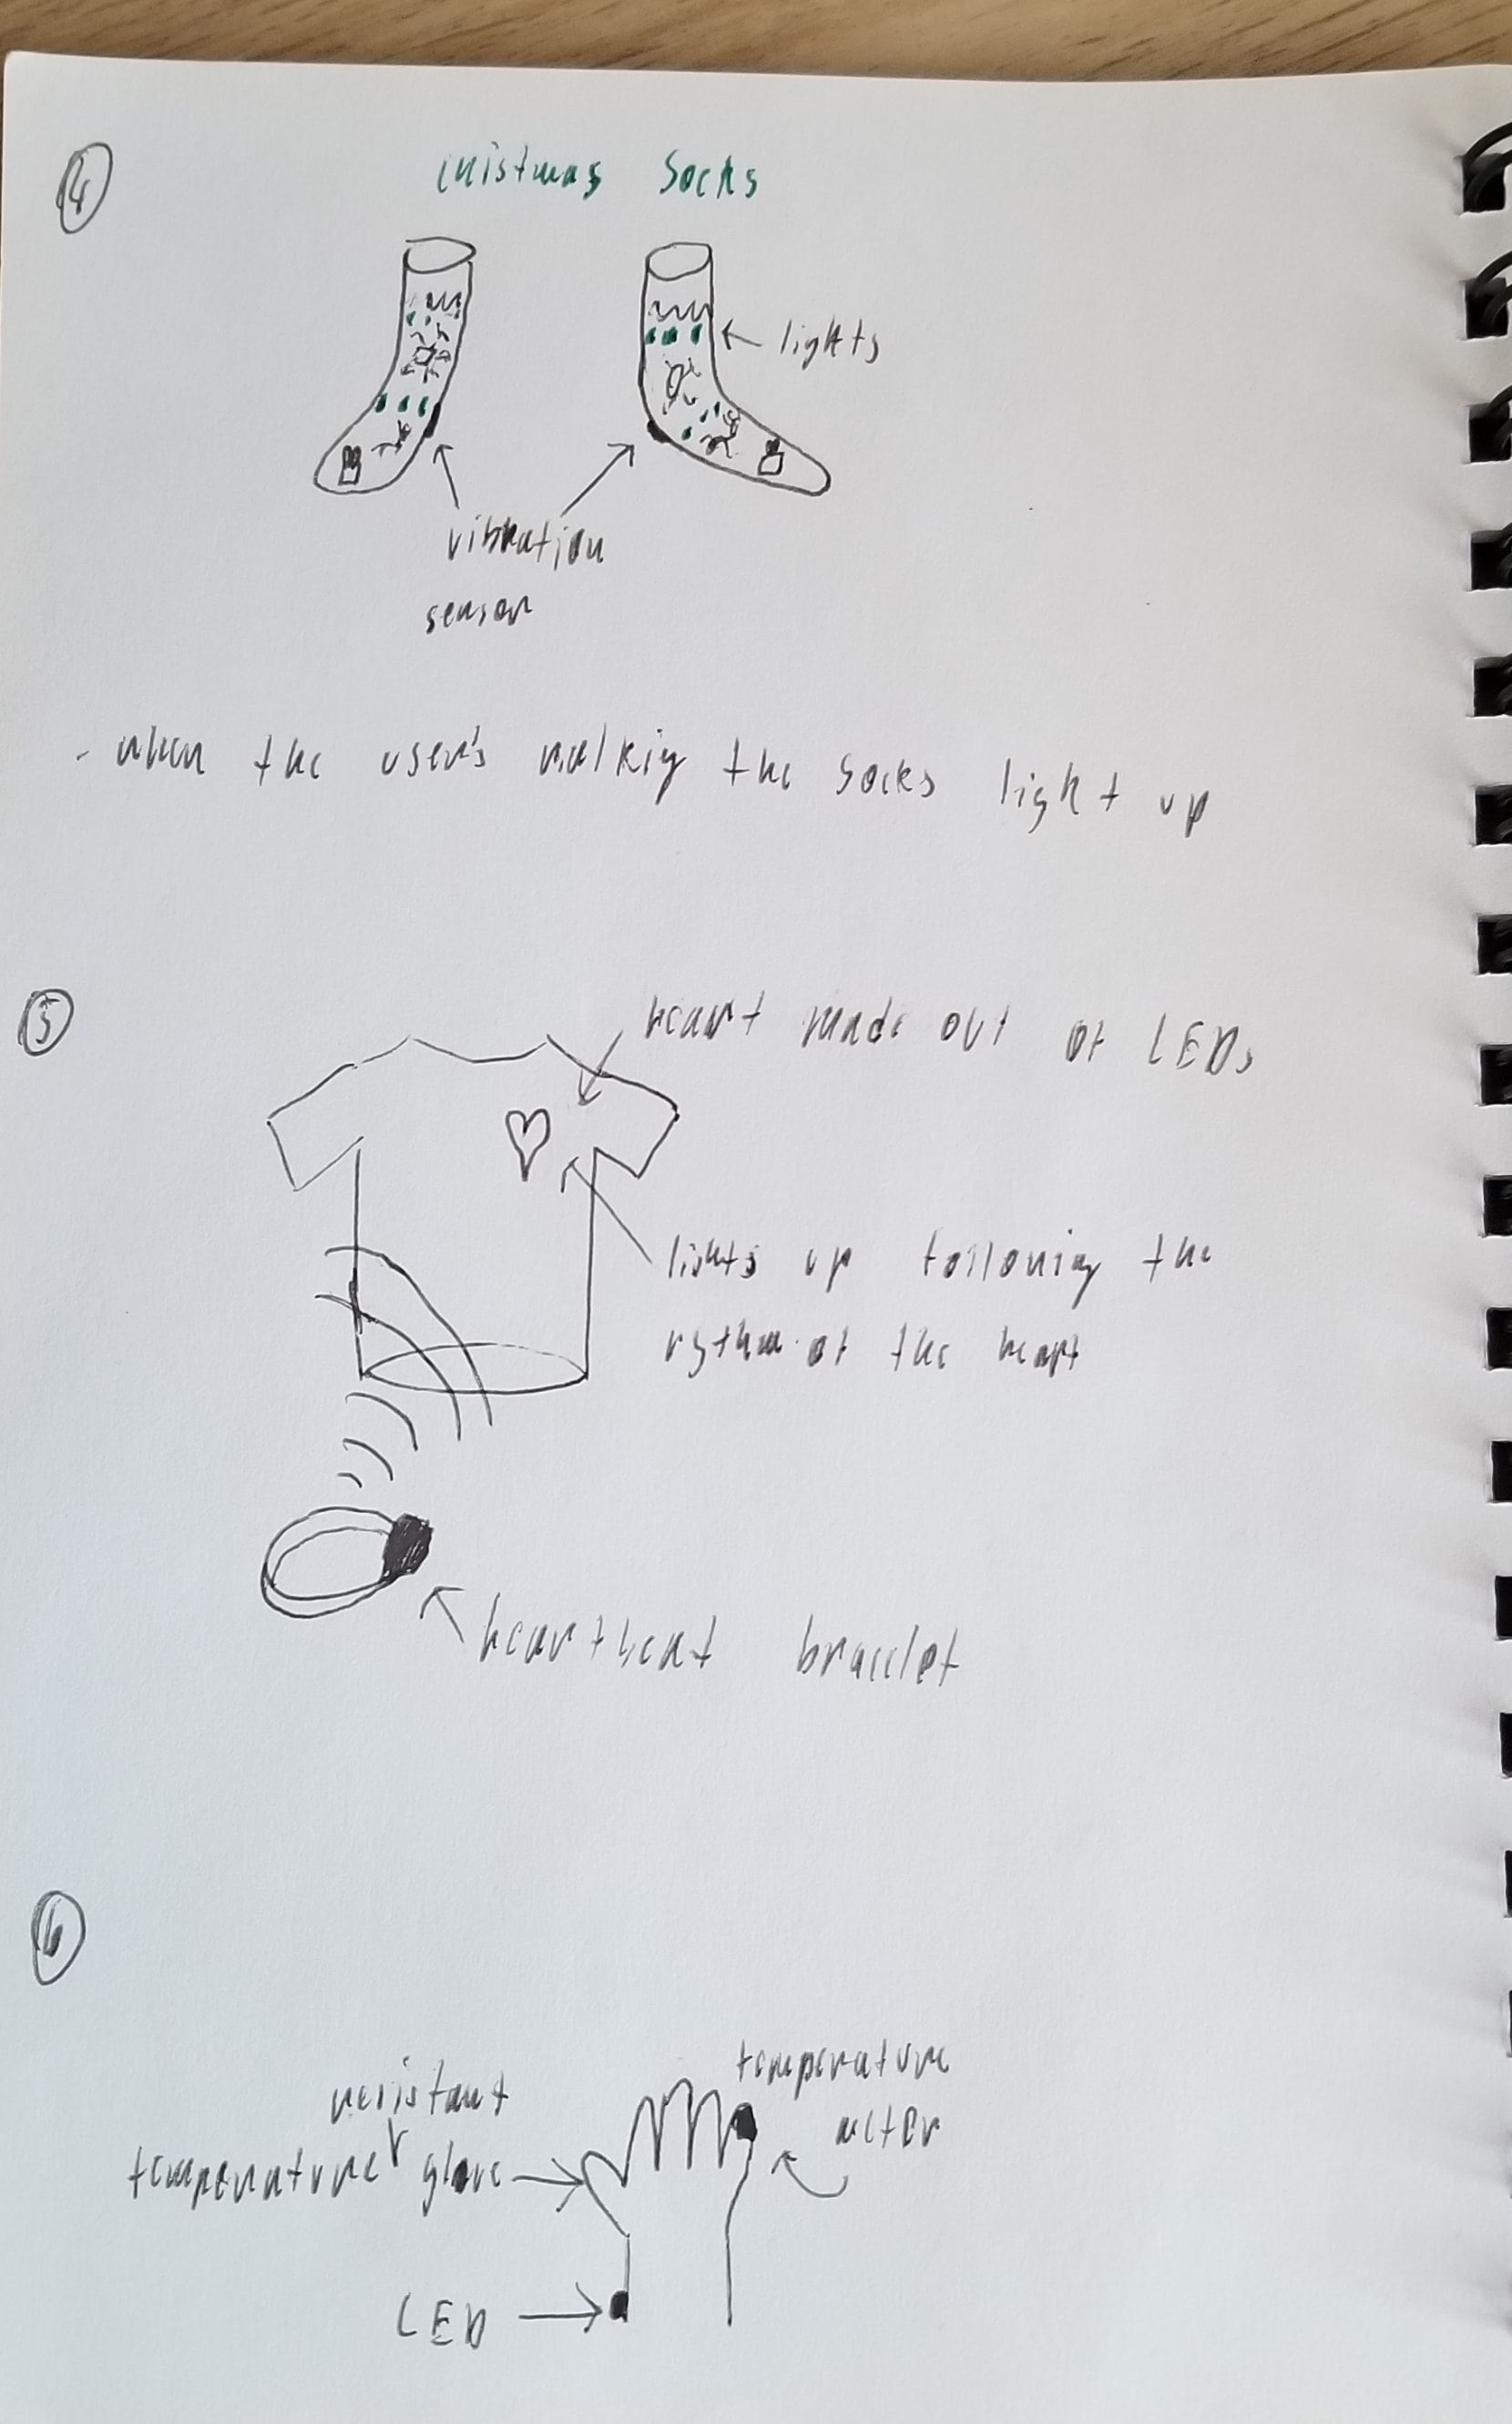 4
Cristmas Socks
lights
vibration
sensor
- when the user's walkig the socks light up
5
heart made out of LEDs
lights up following the
rythm of the heart
heartbeat bracelet
6
temperature
meter
resistant
temperature glove
LED